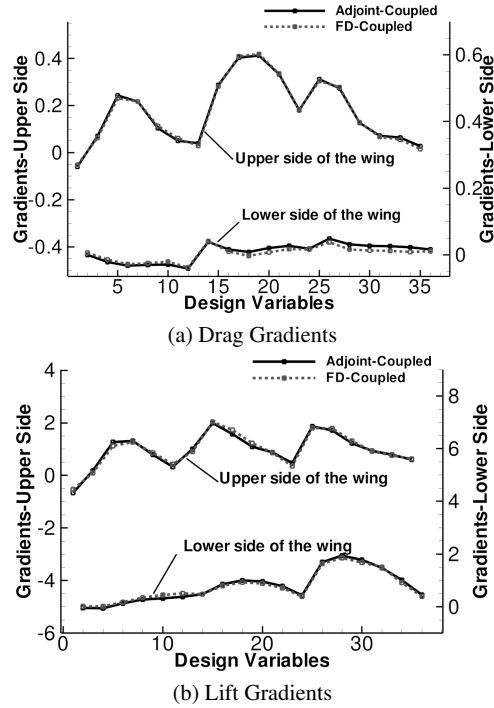 Adjoint-Coupled
FD-Coupled
Gradients-Upper Side
Gradients-Lower Side
0.4
0.2
0
-0.2
-0.4
0.6
0.4
0.2
0
Upper side of the wing
Lower side of the wing
5 10 15 20 25 30 35
Design Variables
(a) Drag Gradients
Adjoint-Coupled
FD-Coupled
Gradients-Upper Side
Gradients-Lower Side
4
2
0
-2
-4
-6
8
6
4
2
0
Upper side of the wing
Lower side of the wing
0 10 20 30
Design Variables
(b) Lift Gradients